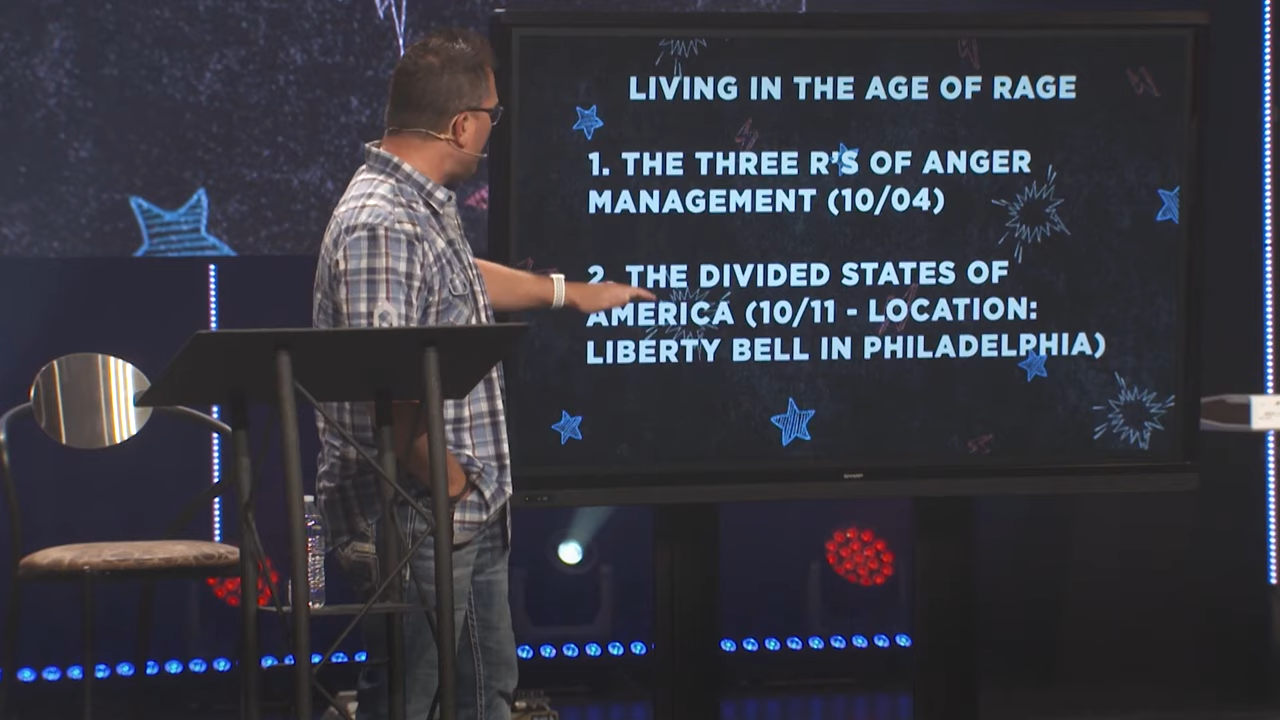 LIVING IN THE AGE OF RAGE
1. THE THREE R'S OF ANGER
MANAGEMENT (10/04)
2. THE DIVIDED STATES OF
AMERICA (10/11 - LOCATION:
LIBERTY BELL IN PHILADELPHIA)
SHARP